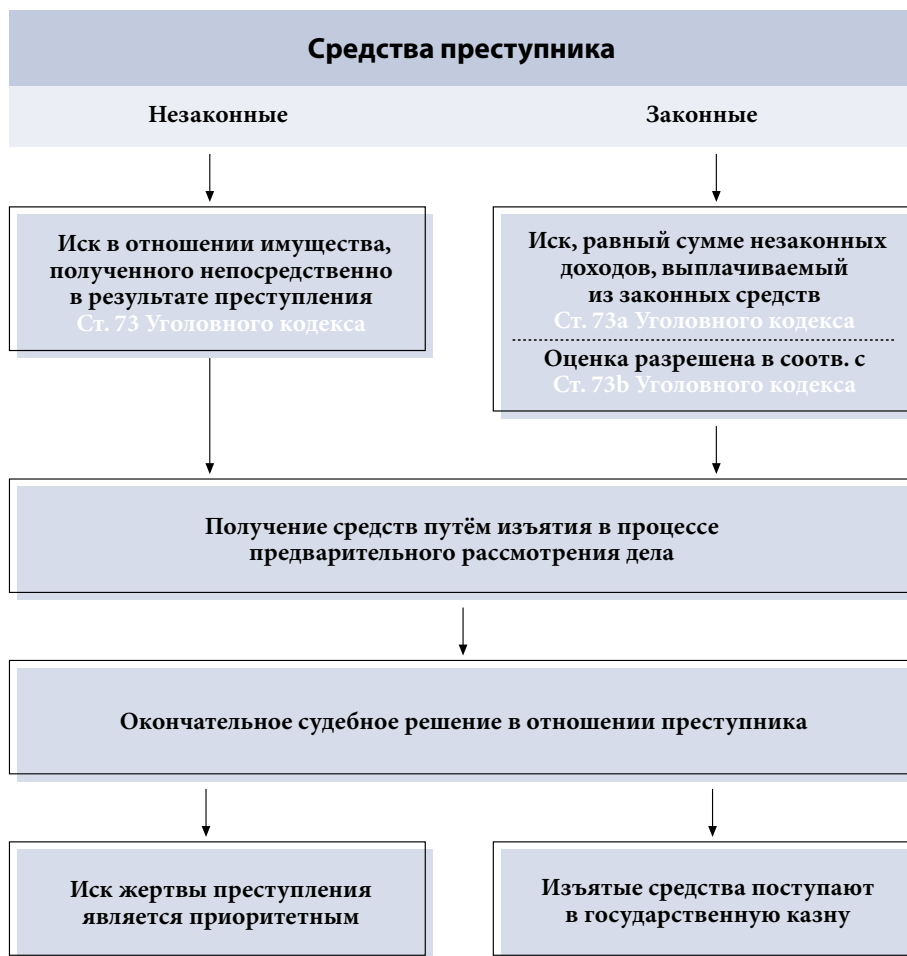 Средства преступника
Незаконные
Законные
Иск в отношении имущества,
полученного непосредственно
в результате преступления
Ст. 73 Уголовного кодекса
Иск, равный сумме незаконных
доходов, выплачиваемый
из законных средств
Ст. 73a Уголовного кодекса
Оценка разрешена в соотв. с
Ст. 73b Уголовного кодекса
Получение средств путём изъятия в процессе
предварительного рассмотрения дела
Окончательное судебное решение в отношении преступника
Иск жертвы преступления
является приоритетным
Изъятые средства поступают
в государственную казну